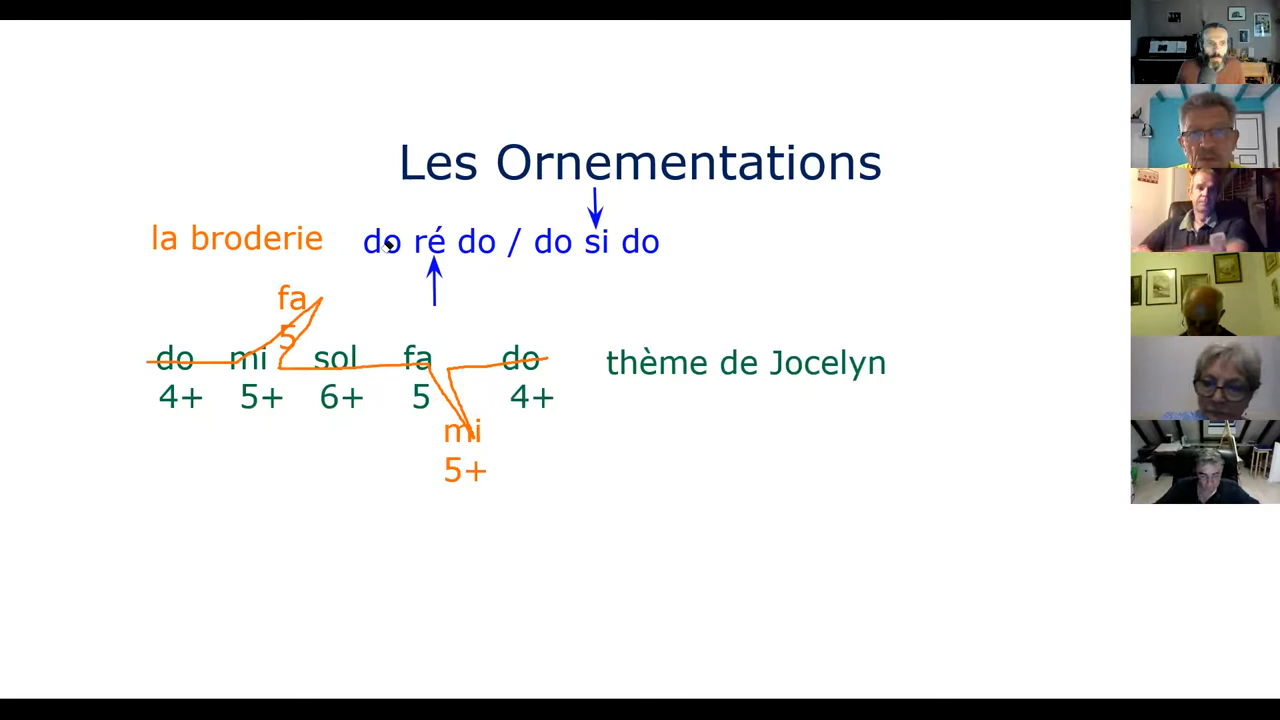 Les Ornementations
la broderie do ré do / do si do
fa
5
do mi sol fa do thème de Jocelyn
4+ 5+ 6+ 5 4+
mi
5+